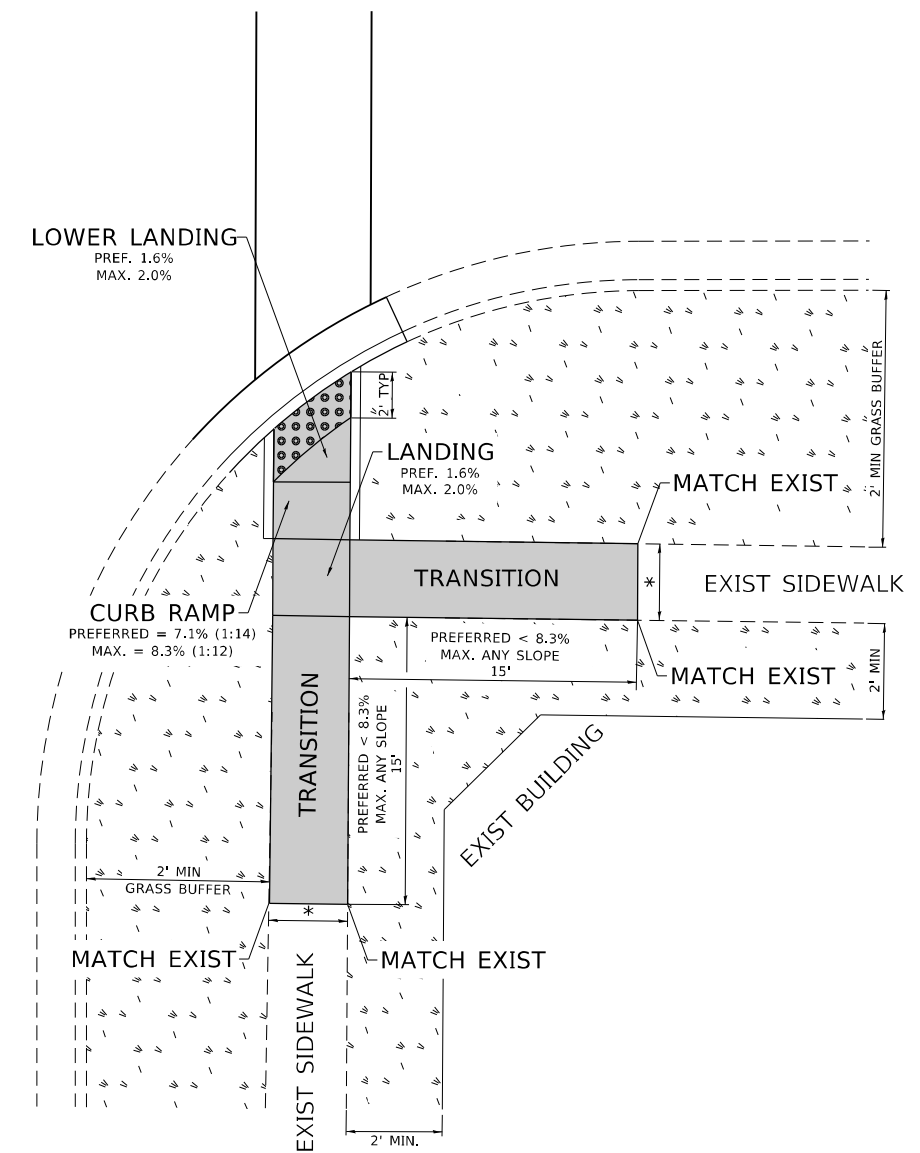 LOWER LANDING
PREF. 1.6%
MAX. 2.0%
2' TYP
2' MIN GRASS BUFFER
LANDING
PREF. 1.6%
MAX. 2.0%
MATCH EXIST
TRANSITION
*
EXIST SIDEWALK
CURB RAMP
PREFERRED = 7.1% (1:14)
MAX. = 8.3% (1:12)
PREFERRED < 8.3%
MAX. ANY SLOPE
15'
MATCH EXIST
2' MIN
TRANSITION
PREFERRED < 8.3%
MAX. ANY SLOPE
15'
EXIST BUILDING
2' MIN
GRASS BUFFER
*
MATCH EXIST
MATCH EXIST
EXIST SIDEWALK
2' MIN.